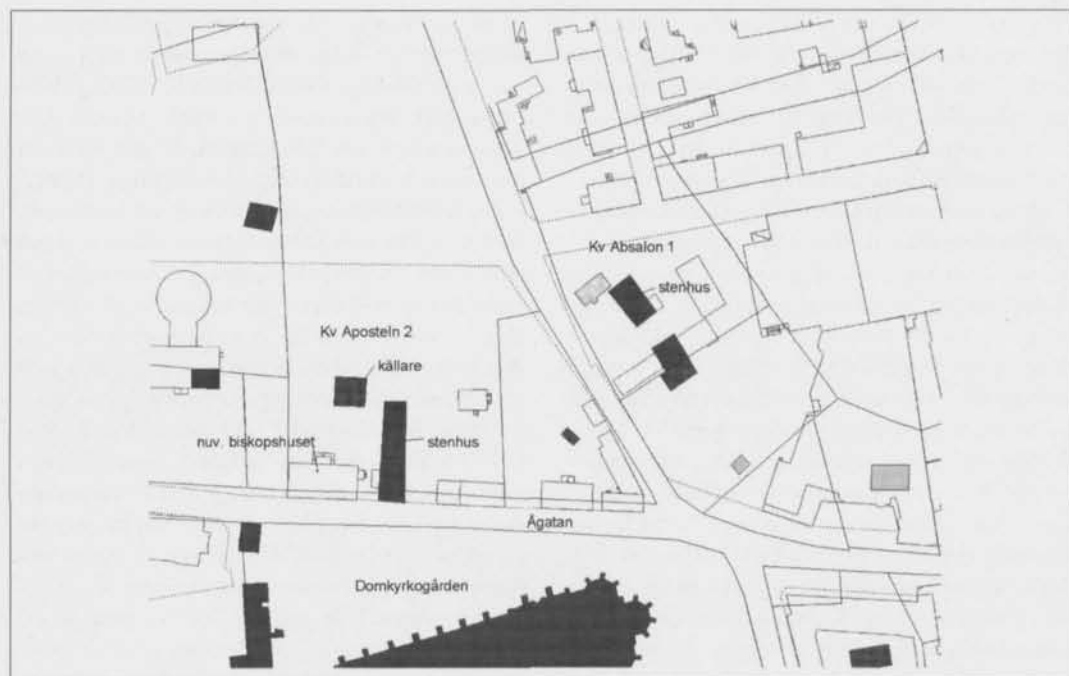 Kv Absalon 1
stenhus
Kv Aposteln 2
källare
nuv. biskopshuset
stenhus
Ågatan
Domkyrkogården